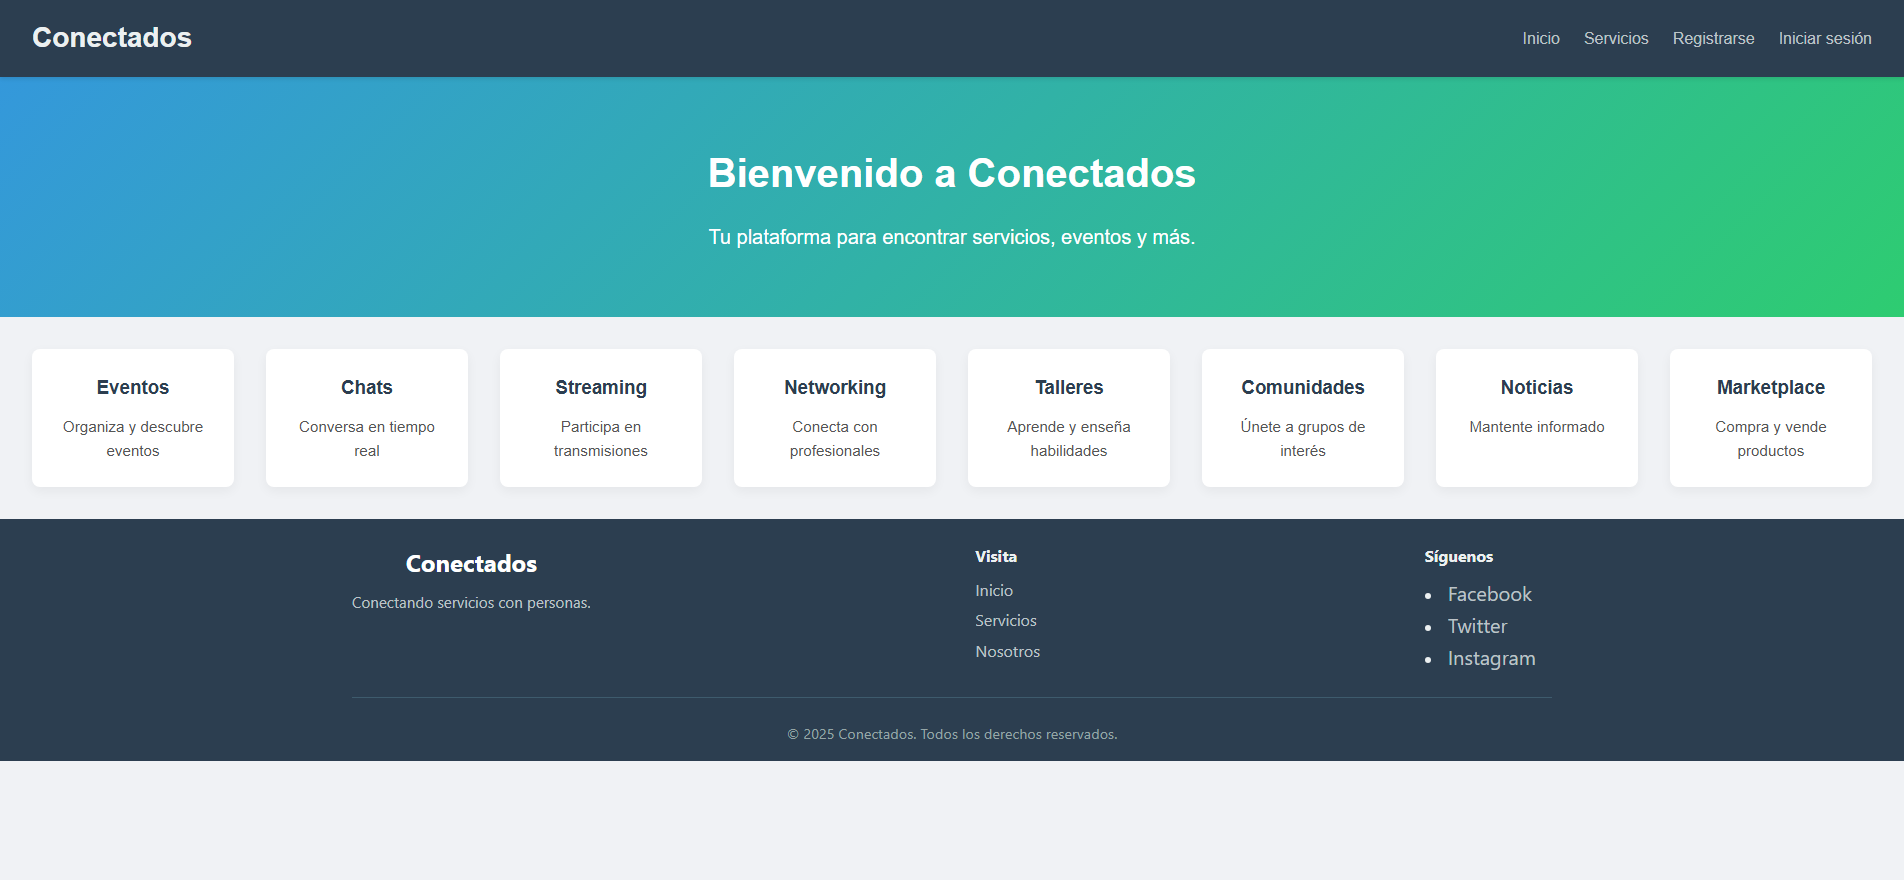 Conectados
Inicio Servicios Registrarse Iniciar sesión
Bienvenido a Conectados
Tu plataforma para encontrar servicios, eventos y más.
Eventos
Organiza y descubre
eventos
Chats
Conversa en tiempo
real
Streaming
Participa en
transmisiones
Networking
Conecta con
profesionales
Talleres
Aprende y enseña
habilidades
Comunidades
Únete a grupos de
interés
Noticias
Mantente informado
Marketplace
Compra y vende
productos
Conectados
Conectando servicios con personas.
Visita
Inicio
Servicios
Nosotros
Síguenos
Facebook
Twitter
Instagram
© 2025 Conectados. Todos los derechos reservados.